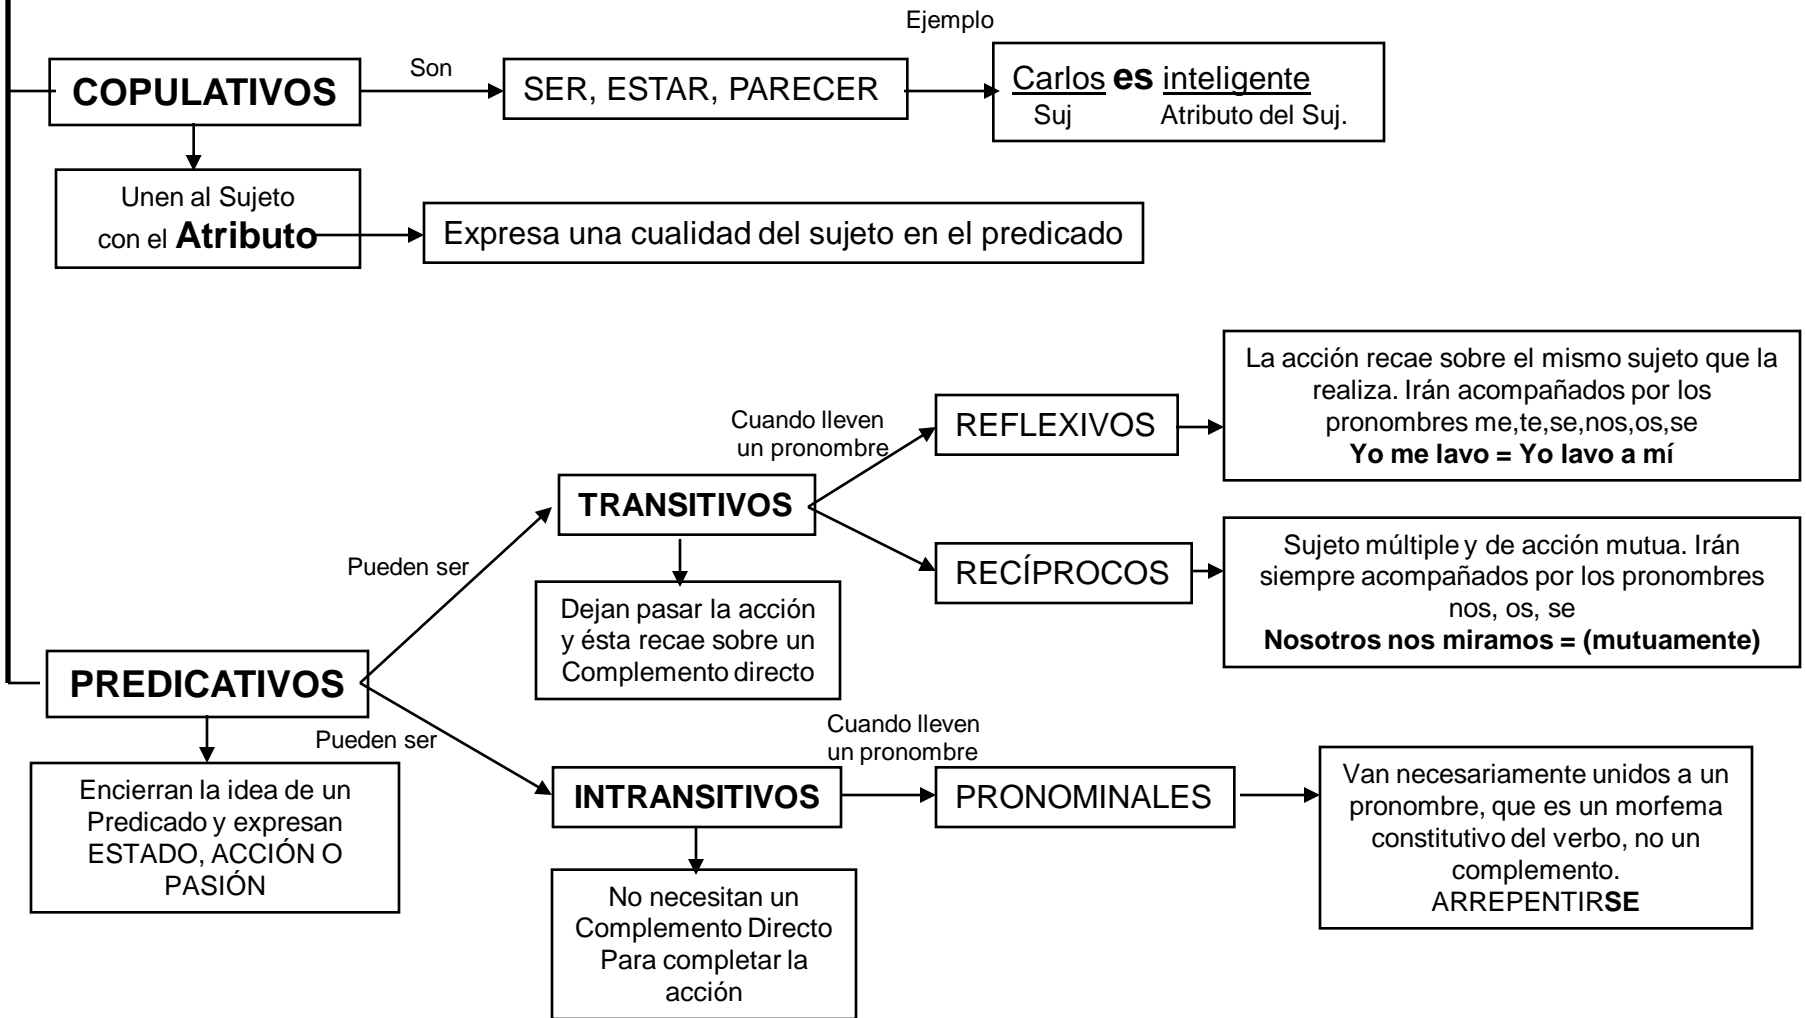 Ejemplo
COPULATIVOS
Son
SER, ESTAR, PARECER
Carlos es inteligente
Suj Atributo del Suj.
Unen al Sujeto
con el Atributo
Expresa una cualidad del sujeto en el predicado
PREDICATIVOS
Encierran la idea de un
Predicado y expresan
ESTADO, ACCIÓN O
PASIÓN
Pueden ser
TRANSITIVOS
Dejan pasar la acción
y ésta recae sobre un
Complemento directo
Cuando lleven
un pronombre
REFLEXIVOS
La acción recae sobre el mismo sujeto que la
realiza. Irán acompañados por los
pronombres me,te,se,nos,os,se
Yo me lavo = Yo lavo a mí
RECÍPROCOS
Sujeto múltiple y de acción mutua. Irán
siempre acompañados por los pronombres
nos, os, se
Nosotros nos miramos = (mutuamente)
Pueden ser
INTRANSITIVOS
No necesitan un
Complemento Directo
Para completar la
acción
Cuando lleven
un pronombre
PRONOMINALES
Van necesariamente unidos a un
pronombre, que es un morfema
constitutivo del verbo, no un
complemento.
ARREPENTIRSE